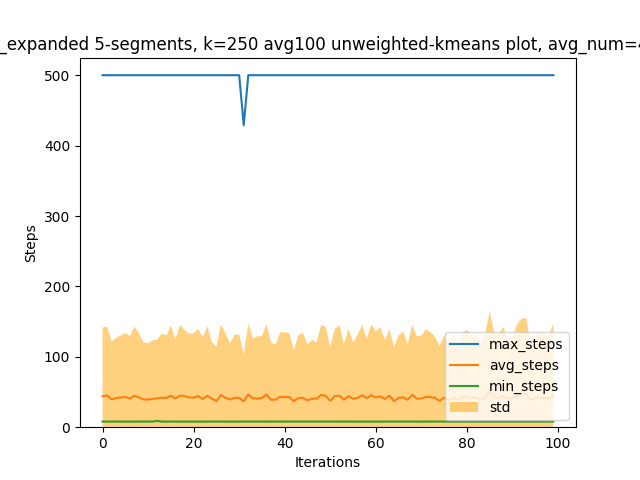 _expanded 5-segments, k=250 avg100 unweighted-kmeans plot, avg_num=
500
400
300
200
100
0
Steps
0 20 40 60 80 100
Iterations
max_steps
avg_steps
min_steps
std